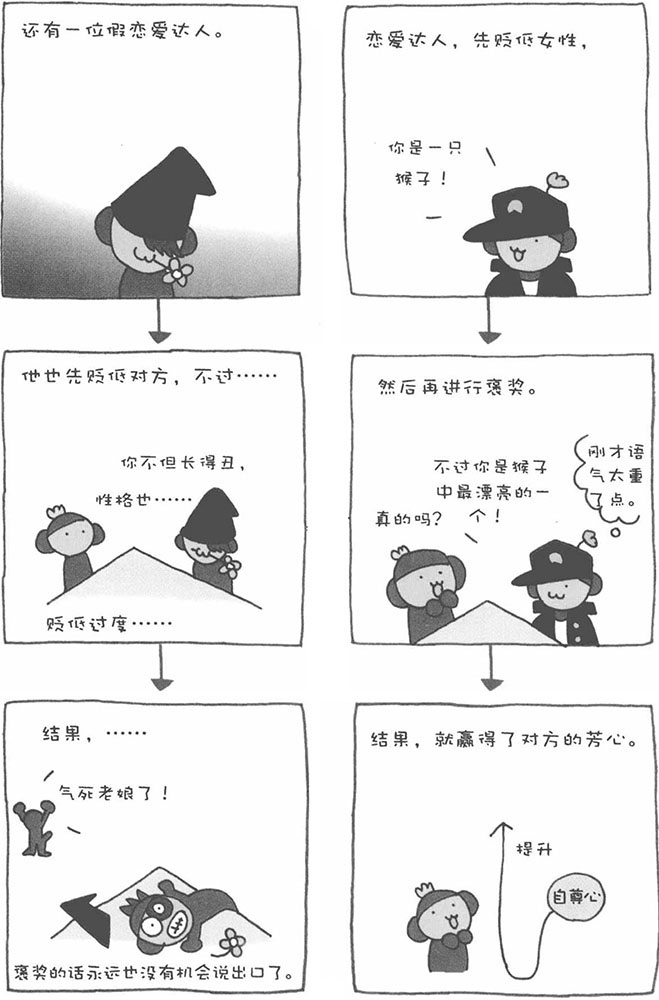 还有一位假恋爱达人。
他也先贬低对方，不过……
你不但长得丑，
性格也……
贬低过度……
结果，……
气死老娘了！
褒奖的话永远也没有机会说出口了。
恋爱达人，先贬低女性，
你是一只
猴子！
然后再进行褒奖。
刚才语
气太重
了点。
不过你是猴子
中最漂亮的一
个！
真的吗？
结果，就赢得了对方的芳心。
提升
自尊心